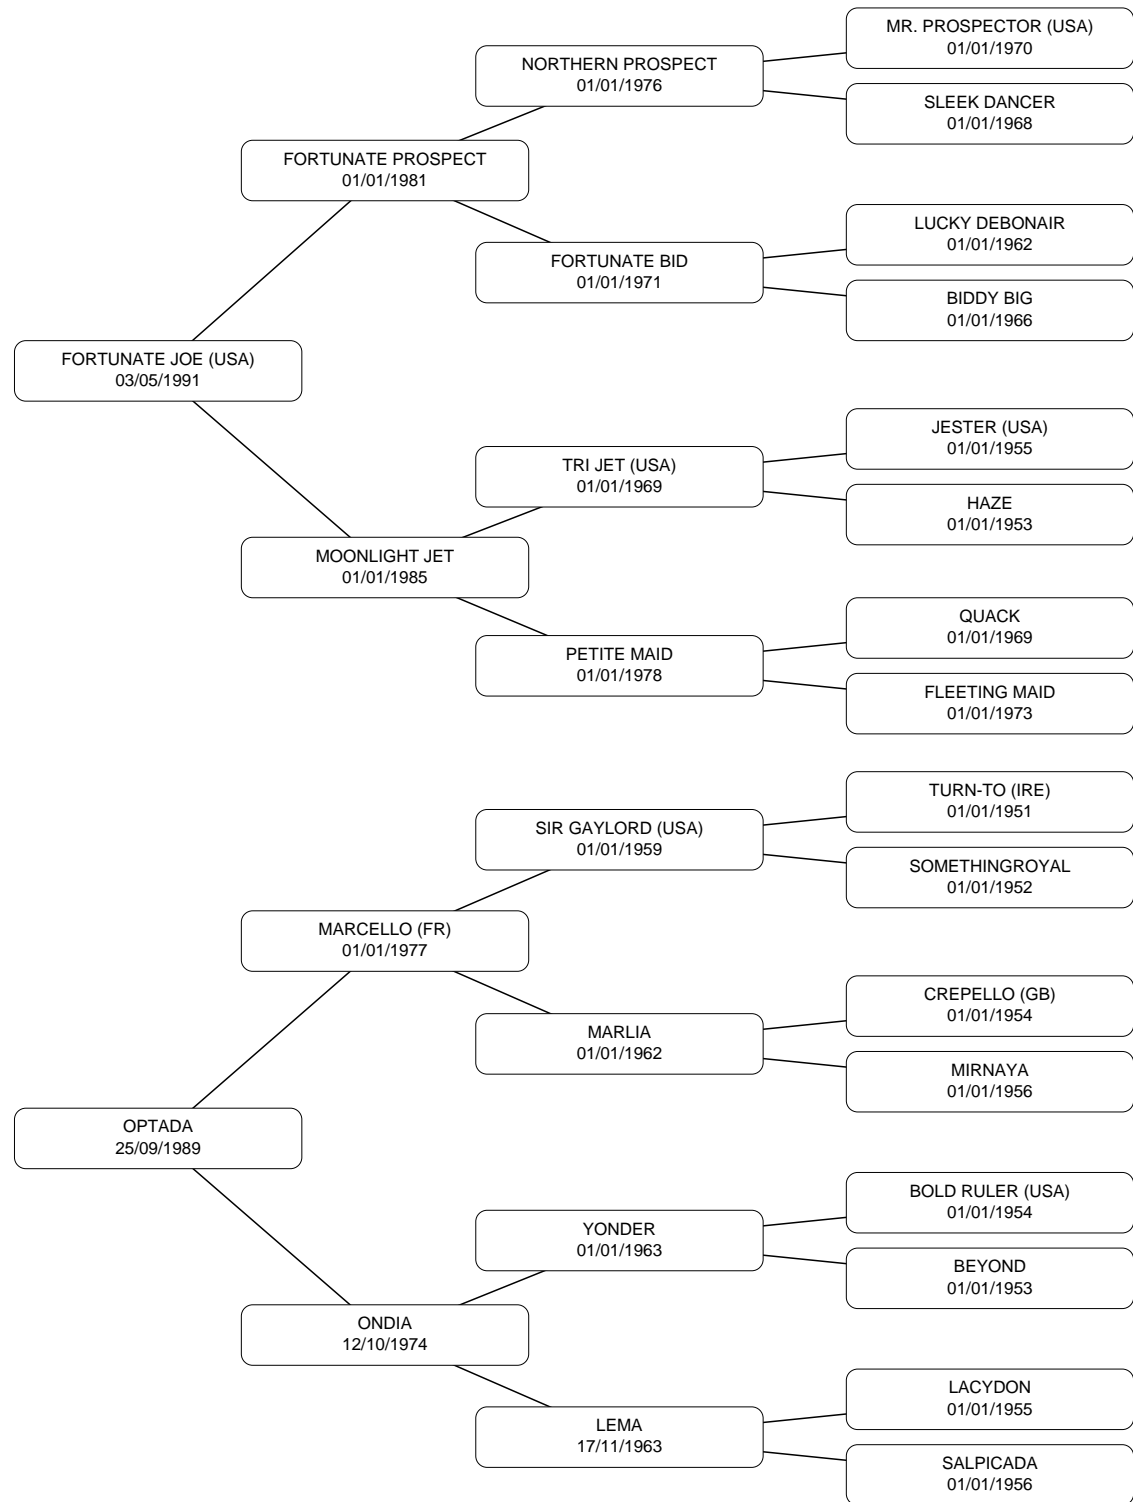 MR. PROSPECTOR (USA)
01/01/1970
NORTHERN PROSPECT
01/01/1976
SLEEK DANCER
01/01/1968
FORTUNATE PROSPECT
01/01/1981
LUCKY DEBONAIR
01/01/1962
FORTUNATE BID
01/01/1971
BIDDY BIG
01/01/1966
FORTUNATE JOE (USA)
03/05/1991
JESTER (USA)
01/01/1955
TRI JET (USA)
01/01/1969
HAZE
01/01/1953
MOONLIGHT JET
01/01/1985
QUACK
01/01/1969
PETITE MAID
01/01/1978
FLEETING MAID
01/01/1973
TURN-TO (IRE)
01/01/1951
SIR GAYLORD (USA)
01/01/1959
SOMETHINGROYAL
01/01/1952
MARCELLO (FR)
01/01/1977
CREPELLO (GB)
01/01/1954
MARLIA
01/01/1962
MIRNAYA
01/01/1956
OPTADA
25/09/1989
BOLD RULER (USA)
01/01/1954
YONDER
01/01/1963
BEYOND
01/01/1953
ONDIA
12/10/1974
LACYDON
01/01/1955
LEMA
17/11/1963
SALPICADA
01/01/1956